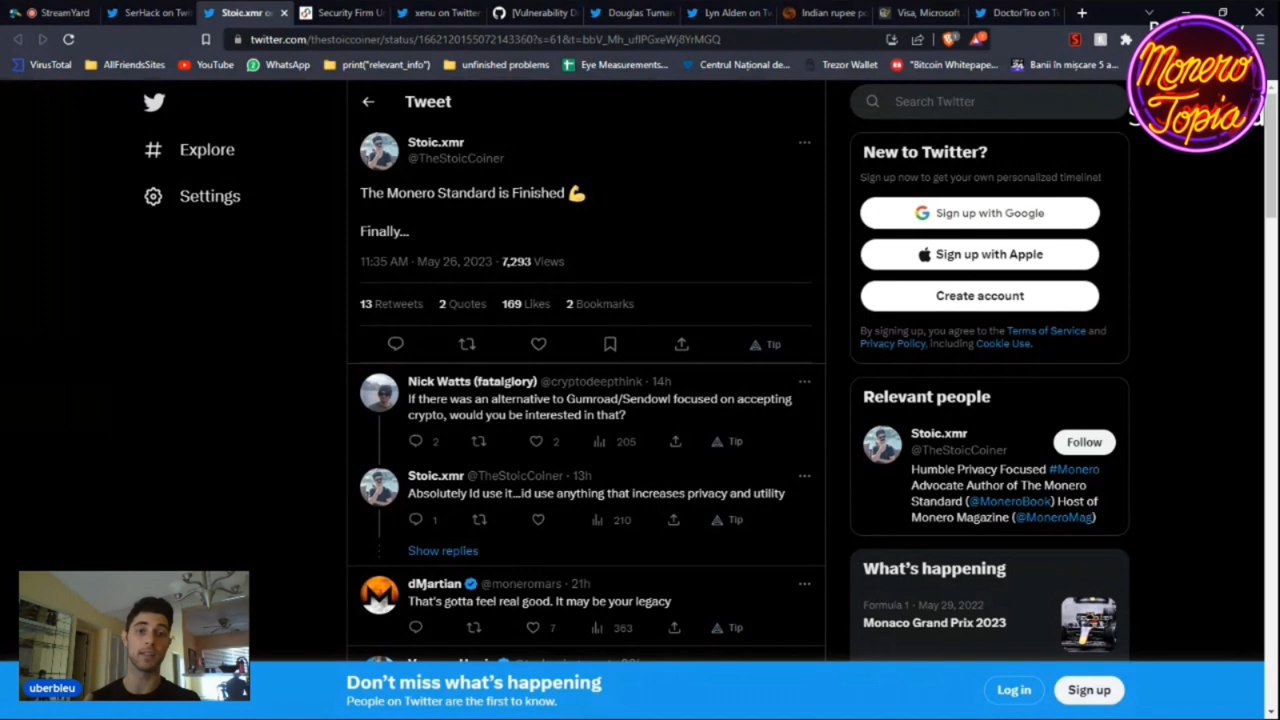 StreamYard
SerHack on Twi
Stoic.xmr o
Security Firm U
xenu on Twitter
[Vulnerability D
Douglas Tuman
Lyn Alden on Tw
Indian rupee po
Visa, Microsoft
DoctorTro on T
twitter.com/thestoiccoiner/status/1662120155072143360?s=61&t=bbV_Mh_uflPGxeWj8YrMGQ
VirusTotal
AllFriendsSites
YouTube
WhatsApp
print("relevant_info")
unfinished problems
Eye Measurements...
Centrul Național de...
Trezor Wallet
"Bitcoin Whitepape...
Banii în mișcare 5 a...
Monero
Topia
Explore
Settings
Tweet
Stoic.xmr
@TheStoicCoiner
The Monero Standard is Finished 💪
Finally...
11:35 AM · May 26, 2023 · 7,293 Views
13 Retweets 2 Quotes 169 Likes 2 Bookmarks
Tip
Nick Watts (fatalglory) @cryptodeepthink · 14h
If there was an alternative to Gumroad/Sendowl focused on accepting
crypto, would you be interested in that?
2 2 205 Tip
Stoic.xmr @TheStoicCoiner · 13h
Absolutely Id use it...id use anything that increases privacy and utility
1 210 Tip
Show replies
dMartian @moneromars · 21h
That's gotta feel real good. It may be your legacy
7 363 Tip
Search Twitter
New to Twitter?
Sign up now to get your own personalized timeline!
Sign up with Google
Sign up with Apple
Create account
By signing up, you agree to the Terms of Service and
Privacy Policy, including Cookie Use.
Relevant people
Stoic.xmr
@TheStoicCoiner
Follow
Humble Privacy Focused #Monero
Advocate Author of The Monero
Standard (@MoneroBook) Host of
Monero Magazine (@MoneroMag)
What's happening
Formula 1 · May 29, 2022
Monaco Grand Prix 2023
uberbleu
Don't miss what's happening
People on Twitter are the first to know.
Log in
Sign up